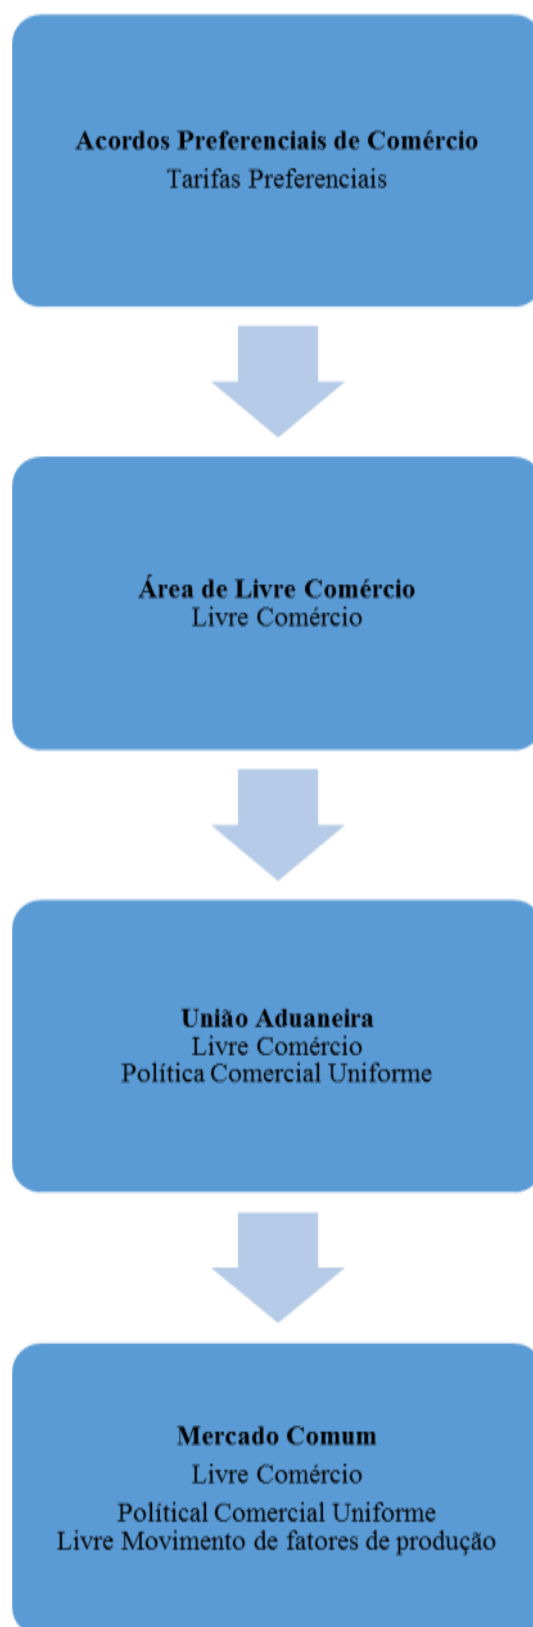 Acordos Preferenciais de Comércio
Tarifas Preferenciais
Área de Livre Comércio
Livre Comércio
União Aduaneira
Livre Comércio
Política Comercial Uniforme
Mercado Comum
Livre Comércio
Polítical Comercial Uniforme
Livre Movimento de fatores de produção